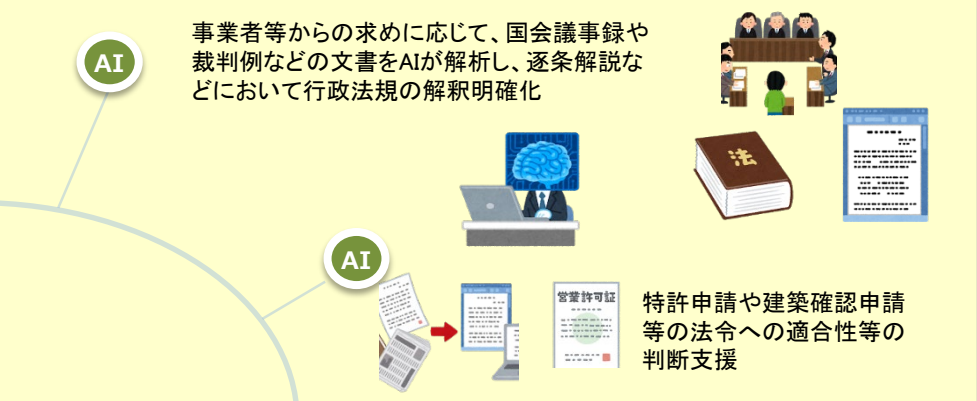 AI
事業者等からの求めに応じて、国会議事録や
裁判例などの文書をAIが解析し、逐条解説な
どにおいて行政法規の解釈明確化
法
AI
営業許可証
特許申請や建築確認申請
等の法令への適合性等の
判断支援